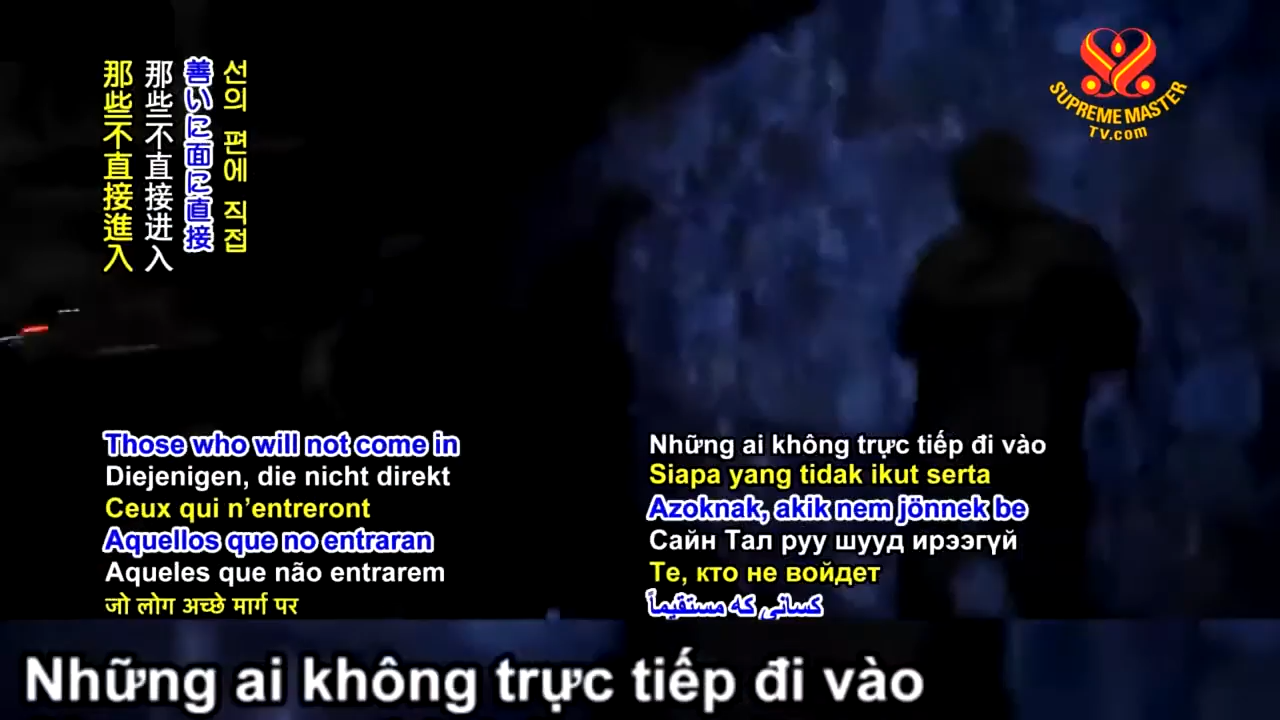 선의 편에 직접
善いに面に直接
那些不直接进入
那些不直接進入
SUPREME MASTER
TV.com
Those who will not come in
Diejenigen, die nicht direkt
Ceux qui n’entreront
Aquellos que no entraran
Aqueles que não entrarem
जो लोग अच्छे मार्ग पर
Những ai không trực tiếp đi vào
Siapa yang tidak ikut serta
Azoknak, akik nem jönnek be
Сайн Тал руу шууд ирээгүй
Те, кто не войдет
کسانی که مستقیماً
Những ai không trực tiếp đi vào